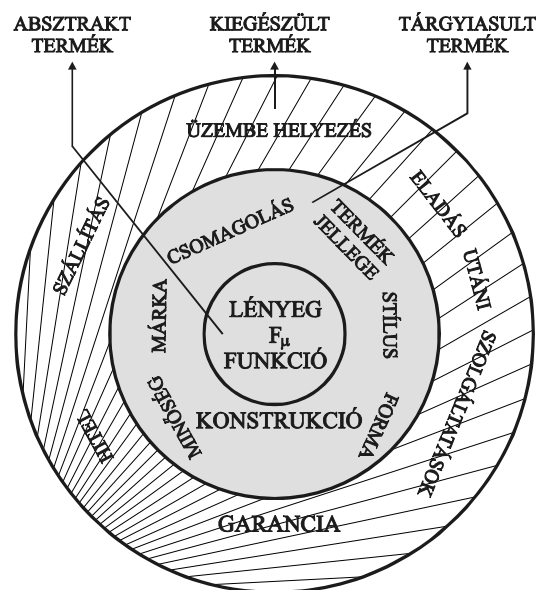 ABSZTRAKT
TERMÉK
KIEGÉSZÜLT
TERMÉK
TÁRGYIASULT
TERMÉK
ÜZEMBE HELYEZÉS
ELADÁS UTÁNI SZOLGÁLTATÁSOK
SZÁLLÍTÁS
CSOMAGOLÁS
TERMÉK
JELLEGE
MÁRKA
STÍLUS
LÉNYEG
Fμ
FUNKCIÓ
MINŐSÉG
KONSTRUKCIÓ
FORMA
HITEL
GARANCIA